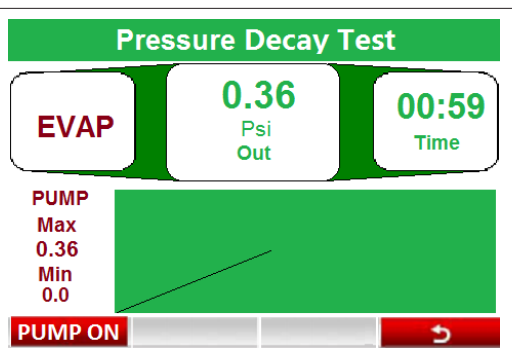 Pressure Decay Test
EVAP
0.36
Psi
Out
00:59
Time
PUMP
Max
0.36
Min
0.0
PUMP ON